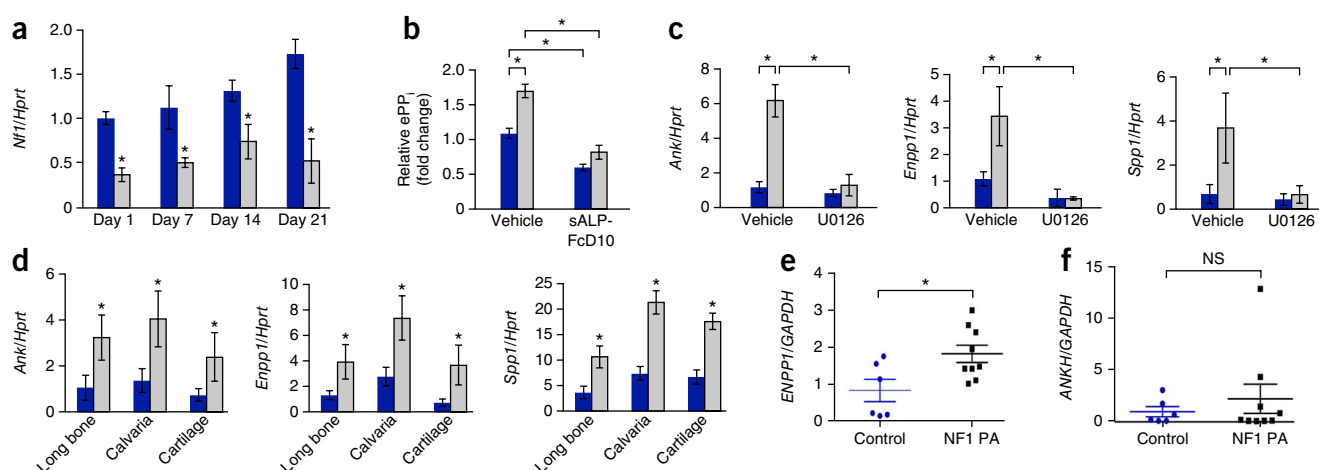 a
Nf1/Hprt
2.0
1.5
1.0
0.5
0
*
*
*
*
Day 1 Day 7 Day 14 Day 21
b
Relative ePPi
(fold change)
2.0
1.5
1.0
0.5
0
*
*
*
Vehicle sALP-
FcD10
c
Ank/Hprt
8
6
4
2
0
*
*
Vehicle U0126
Enpp1/Hprt
5
4
3
2
1
0
*
*
Vehicle U0126
Spp1/Hprt
6
4
2
0
*
*
Vehicle U0126
d
Ank/Hprt
6
4
2
0
*
*
*
Long bone
Calvaria
Cartilage
Enpp1/Hprt
10
8
6
4
2
0
*
*
*
Long bone
Calvaria
Cartilage
Spp1/Hprt
25
20
15
10
5
0
*
*
*
Long bone
Calvaria
Cartilage
e
ENPP1/GAPDH
4
3
2
1
0
*
Control NF1 PA
f
ANKH/GAPDH
15
10
5
0
NS
Control NF1 PA